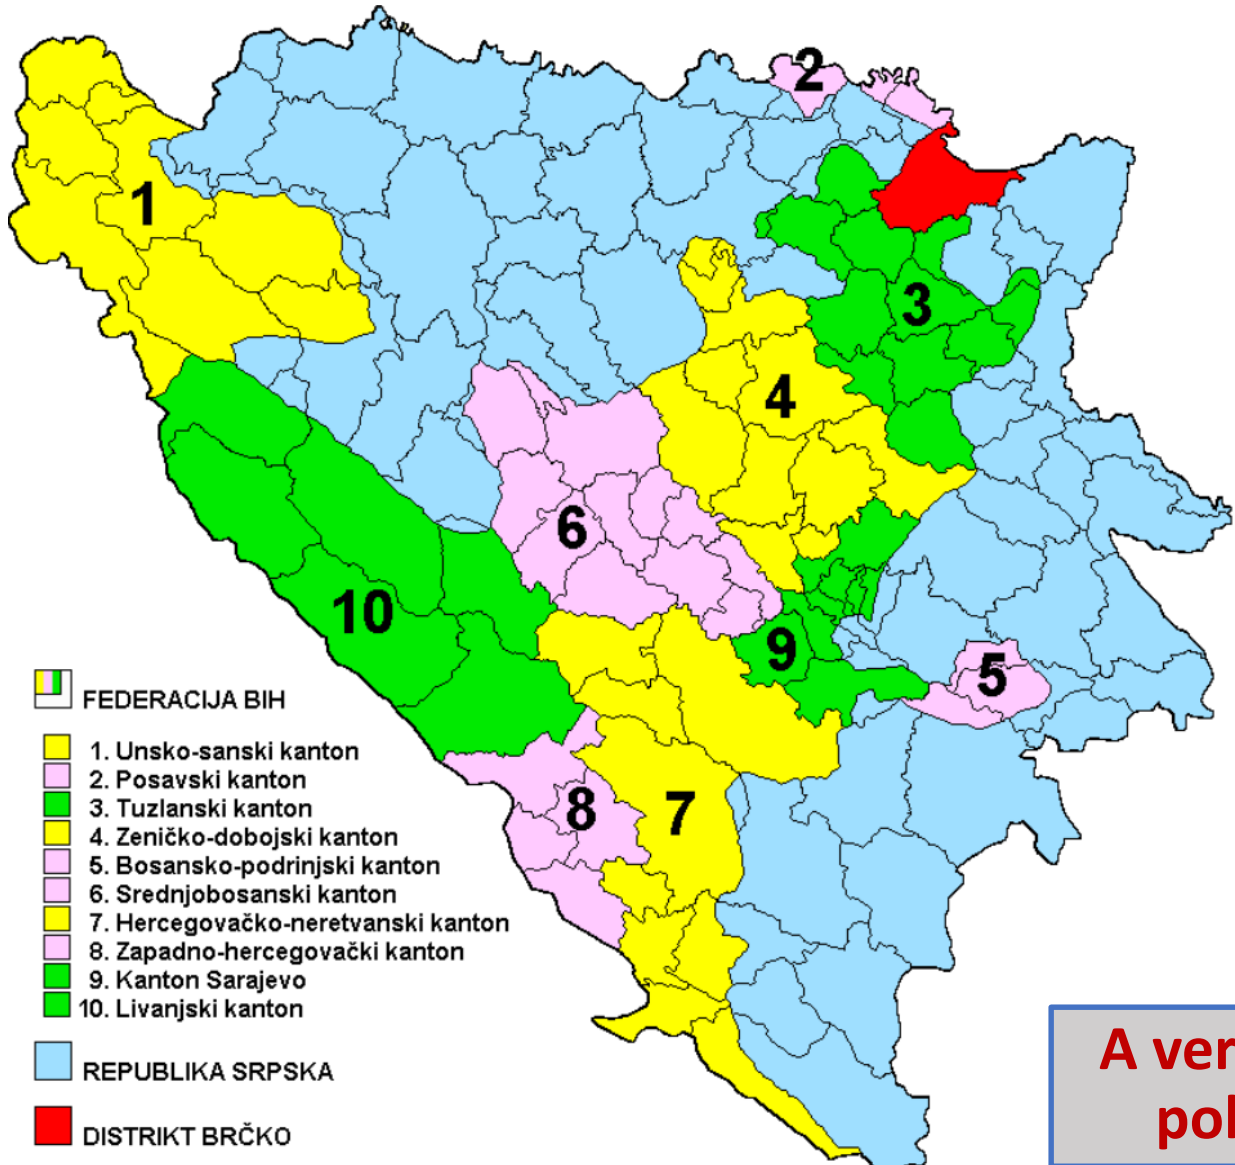 2
1
3
4
6
10
9
5
8
7
FEDERACIJA BIH
1. Unsko-sanski kanton
2. Posavski kanton
3. Tuzlanski kanton
4. Zeničko-dobojski kanton
5. Bosansko-podrinjski kanton
6. Srednjobosanski kanton
7. Hercegovačko-neretvanski kanton
8. Zapadno-hercegovački kanton
9. Kanton Sarajevo
10. Livanjski kanton
REPUBLIKA SRPSKA
DISTRIKT BRČKO
A ver
pol